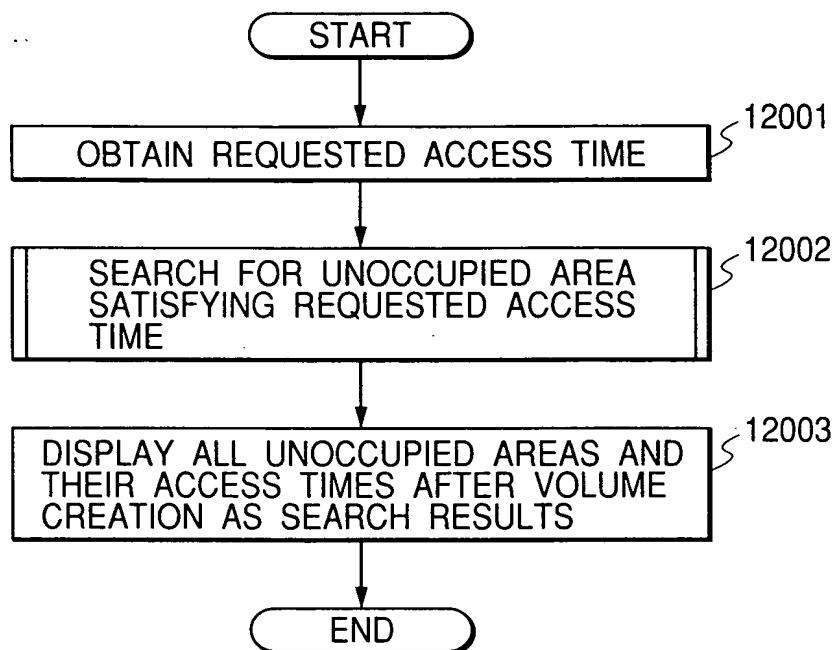 START
12001
OBTAIN REQUESTED ACCESS TIME
12002
SEARCH FOR UNOCCUPIED AREA
SATISFYING REQUESTED ACCESS
TIME
12003
DISPLAY ALL UNOCCUPIED AREAS AND
THEIR ACCESS TIMES AFTER VOLUME
CREATION AS SEARCH RESULTS
END